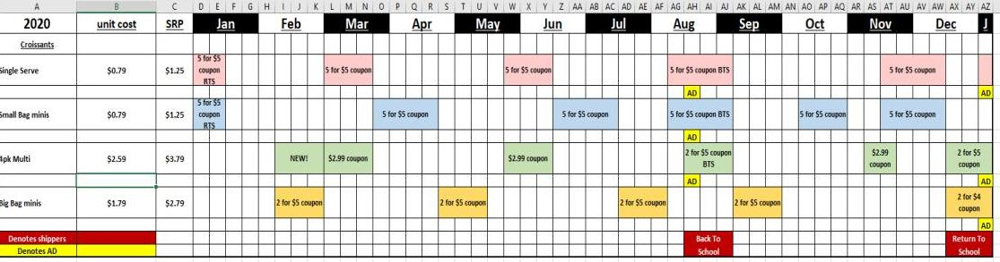 A B C D E F G H I J K L M N O P Q R S T U V W X Y Z AA AB AC AD AE AF AG AH AI AJ AK AL AM AN AO AP AQ AR AS AT AU AV AW AX AY AZ
2020 unit cost SRP Jan Feb Mar Apr May Jun Jul Aug Sep Oct Nov Dec J
Croissants
Single Serve $0.79 $1.25 5 for $5 coupon RTS 5 for $5 coupon 5 for $5 coupon 5 for $5 coupon BTS 5 for $5 coupon
AD AD
Small Bag minis $0.79 $1.25 5 for $5 coupon RTS 5 for $5 coupon 5 for $5 coupon 5 for $5 coupon BTS 5 for $5 coupon 5 for $5 coupon
AD
4pk Multi $2.59 $3.79 NEW! $2.99 coupon $2.99 coupon 2 for $5 coupon BTS $2.99 coupon 2 for $5 coupon
AD AD
Big Bag minis $1.79 $2.79 2 for $5 coupon 2 for $5 coupon 2 for $5 coupon 2 for $5 coupon 2 for $4 coupon
AD
Denotes shippers Back To School Return To School
Denotes AD